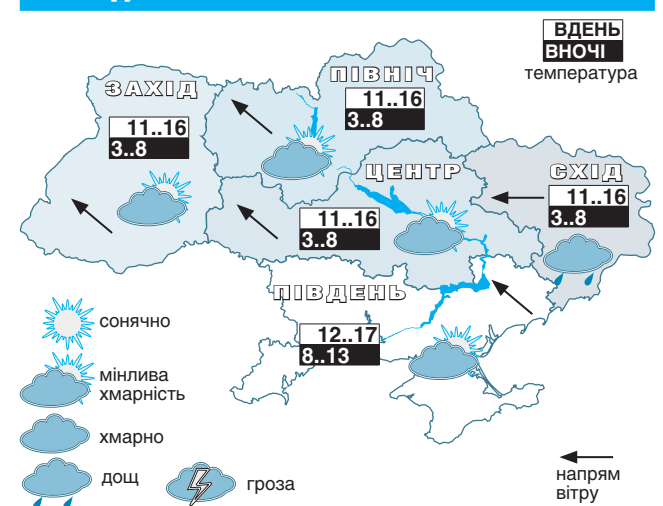 ВДЕНЬ
ВНОЧІ
температура
ПІВНІЧ
11..16
3..8
ЗАХІД
11..16
3..8
ЦЕНТР
11..16
3..8
СХІД
11..16
3..8
ПІВДЕНЬ
12..17
8..13
сонячно
мінлива
хмарність
хмарно
дощ
гроза
напрям
вітру